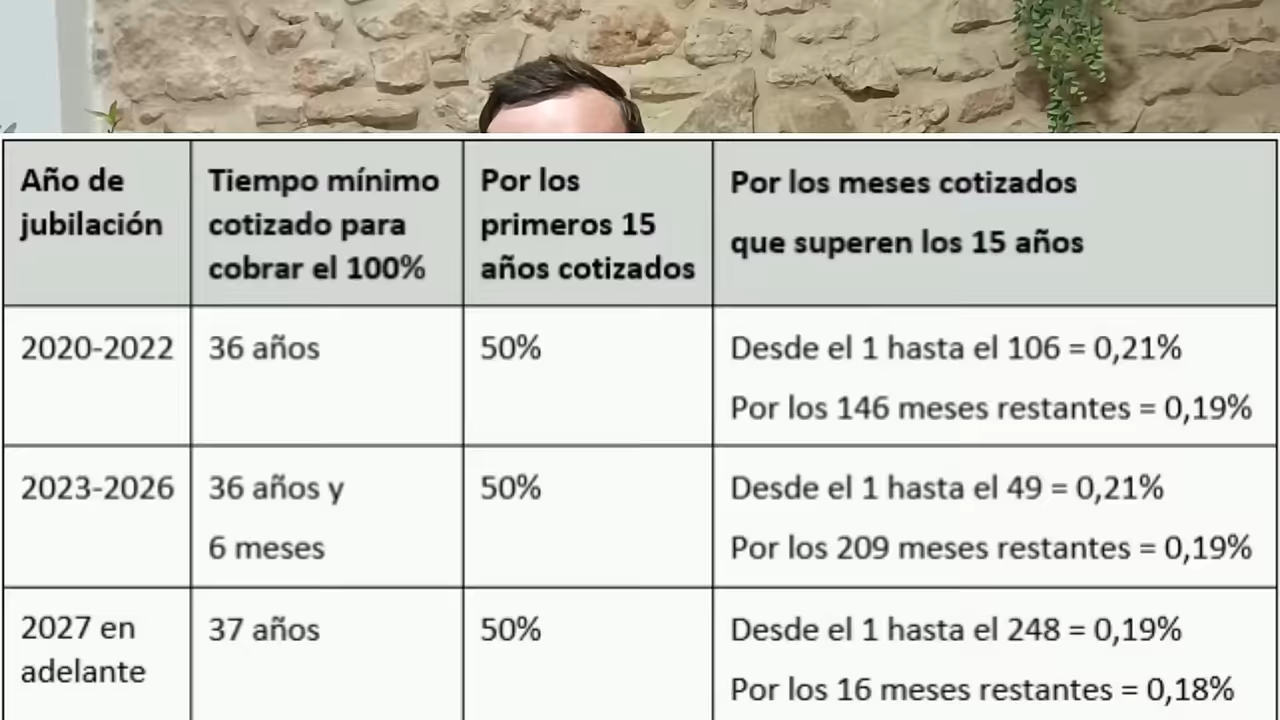 Año de
jubilación
Tiempo mínimo
cotizado para
cobrar el 100%
Por los
primeros 15
años cotizados
Por los meses cotizados
que superen los 15 años
2020-2022
36 años
50%
Desde el 1 hasta el 106 = 0,21%
Por los 146 meses restantes = 0,19%
2023-2026
36 años y
6 meses
50%
Desde el 1 hasta el 49 = 0,21%
Por los 209 meses restantes = 0,19%
2027 en
adelante
37 años
50%
Desde el 1 hasta el 248 = 0,19%
Por los 16 meses restantes = 0,18%